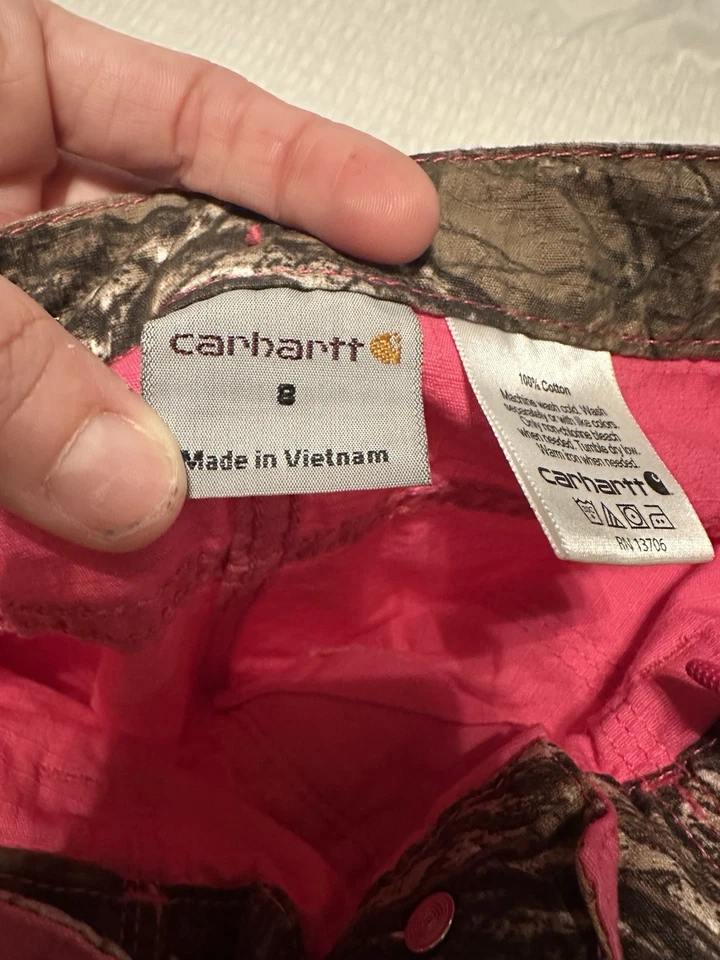 carhartt
8
Made in Vietnam
100% Cotton
Machine wash cold. Wash
separately or with like colors.
Only non-chlorine bleach
when needed. Tumble dry low.
Warm iron when needed.
carhartt
RN 13706